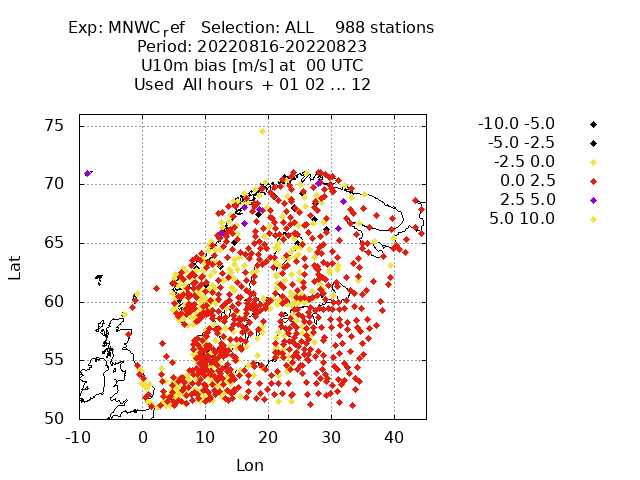 Exp: MNWC_ref   Selection: ALL    988 stations
Period: 20220816-20220823
U10m bias [m/s] at  00 UTC
Used  All hours  + 01 02 ... 12
-10.0 -5.0
-5.0 -2.5
-2.5 0.0
0.0 2.5
2.5 5.0
5.0 10.0
75
70
65
60
55
50
Lat
-10 0 10 20 30 40
Lon